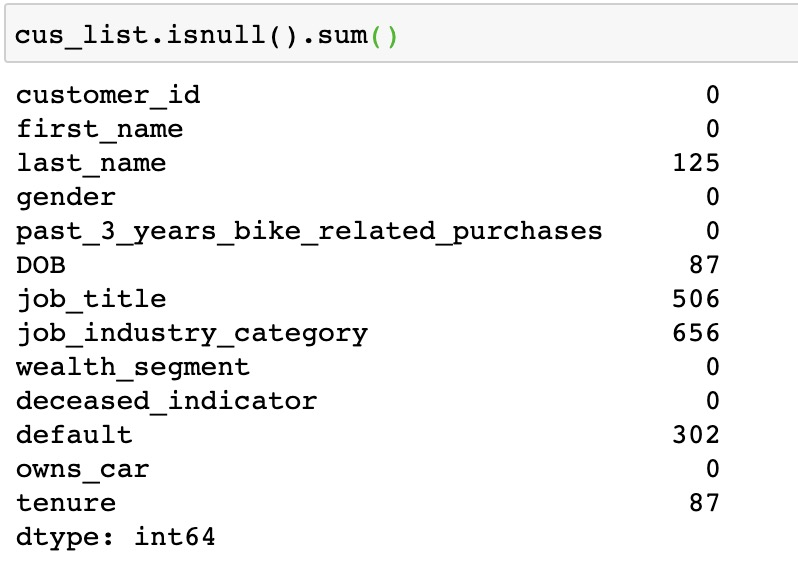 cus_list.isnull().sum()
customer_id 0
first_name 0
last_name 125
gender 0
past_3_years_bike_related_purchases 0
DOB 87
job_title 506
job_industry_category 656
wealth_segment 0
deceased_indicator 0
default 302
owns_car 0
tenure 87
dtype: int64